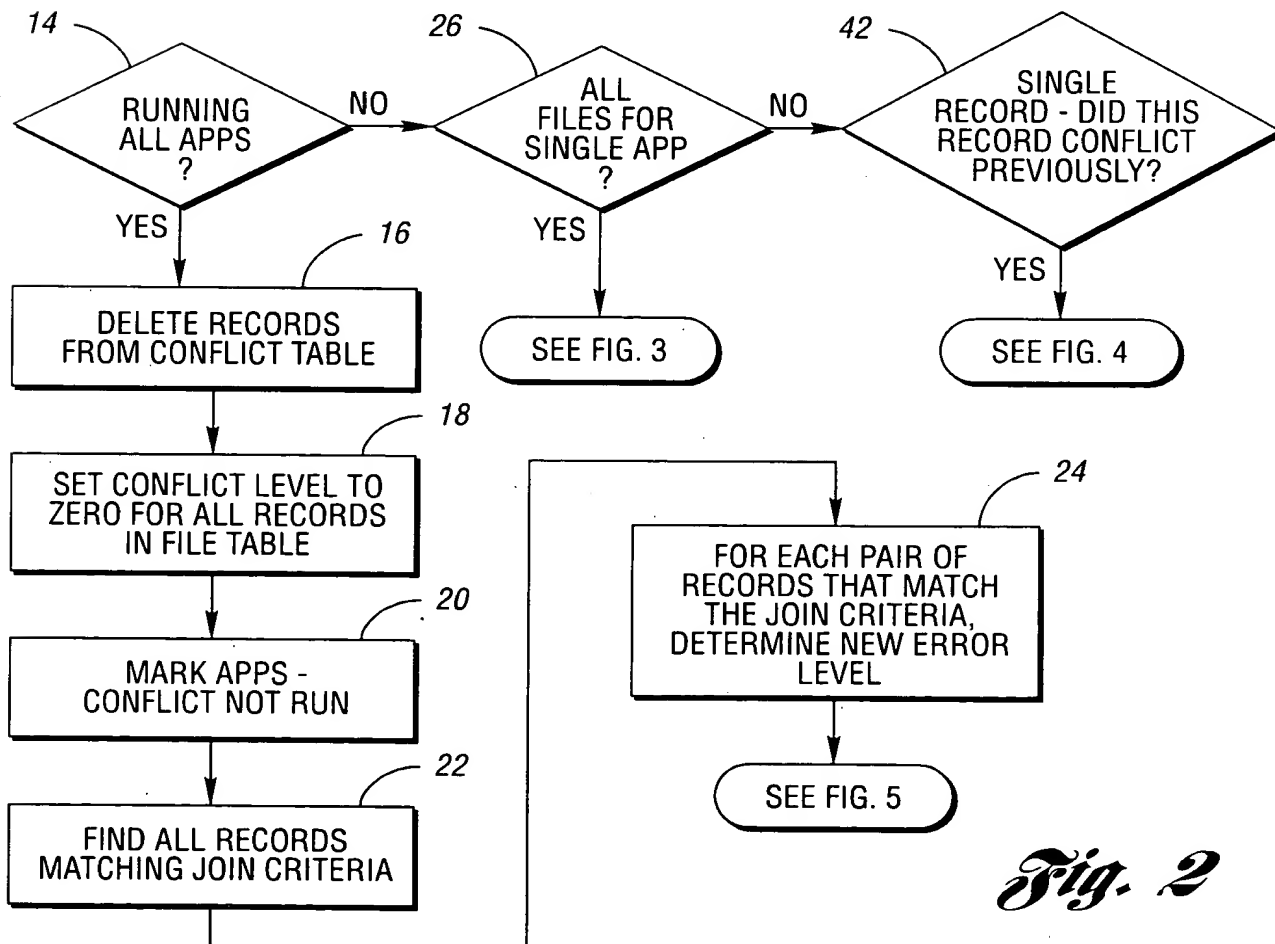 14
RUNNING
ALL APPS
?
NO
YES
26
ALL
FILES FOR
SINGLE APP
?
NO
YES
SEE FIG. 3
42
SINGLE
RECORD - DID THIS
RECORD CONFLICT
PREVIOUSLY?
YES
SEE FIG. 4
16
DELETE RECORDS
FROM CONFLICT TABLE
18
SET CONFLICT LEVEL TO
ZERO FOR ALL RECORDS
IN FILE TABLE
20
MARK APPS -
CONFLICT NOT RUN
22
FIND ALL RECORDS
MATCHING JOIN CRITERIA
24
FOR EACH PAIR OF
RECORDS THAT MATCH
THE JOIN CRITERIA,
DETERMINE NEW ERROR
LEVEL
SEE FIG. 5
Fig. 2